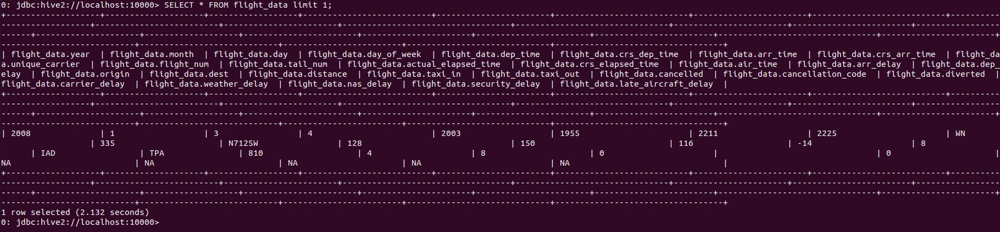 0: jdbc:hive2://localhost:10000> SELECT * FROM flight_data limit 1;
+-------------------+--------------------+------------------+--------------------------+-----------------------+---------------------------+-----------------------+---------------------------+----------
------------------+-------------------------+-----------------------+----------------------------------+-------------------------------+-----------------------+------------------------+-----------------
------+---------------------+-------------------+-----------------------+----------------------+-----------------------+------------------------+--------------------------------+-----------------------+
---------------------------+----------------------------+------------------------+-----------------------------+----------------------------------+
| flight_data.year  | flight_data.month  | flight_data.day  | flight_data.day_of_week  | flight_data.dep_time  | flight_data.crs_dep_time  | flight_data.arr_time  | flight_data.crs_arr_time  | flight_dat
a.unique_carrier  | flight_data.flight_num  | flight_data.tail_num  | flight_data.actual_elapsed_time  | flight_data.crs_elapsed_time  | flight_data.air_time  | flight_data.arr_delay  | flight_data.dep_d
elay  | flight_data.origin  | flight_data.dest  | flight_data.distance  | flight_data.taxi_in  | flight_data.taxi_out  | flight_data.cancelled  | flight_data.cancellation_code  | flight_data.diverted  |
flight_data.carrier_delay  | flight_data.weather_delay  | flight_data.nas_delay  | flight_data.security_delay  | flight_data.late_aircraft_delay  |
+-------------------+--------------------+------------------+--------------------------+-----------------------+---------------------------+-----------------------+---------------------------+----------
------------------+-------------------------+-----------------------+----------------------------------+-------------------------------+-----------------------+------------------------+-----------------
------+---------------------+-------------------+-----------------------+----------------------+-----------------------+------------------------+--------------------------------+-----------------------+
---------------------------+----------------------------+------------------------+-----------------------------+----------------------------------+
| 2008              | 1                  | 3                | 4                        | 2003                  | 1955                      | 2211                  | 2225                      | WN
                  | 335                     | N712SW                | 128                              | 150                           | 116                   | -14                    | 8
      | IAD                 | TPA               | 810                   | 4                    | 8                     | 0                      |                                | 0                     |
NA                         | NA                         | NA                     | NA                          | NA                               |
+-------------------+--------------------+------------------+--------------------------+-----------------------+---------------------------+-----------------------+---------------------------+----------
------------------+-------------------------+-----------------------+----------------------------------+-------------------------------+-----------------------+------------------------+-----------------
------+---------------------+-------------------+-----------------------+----------------------+-----------------------+------------------------+--------------------------------+-----------------------+
---------------------------+----------------------------+------------------------+-----------------------------+----------------------------------+
1 row selected (2.132 seconds)
0: jdbc:hive2://localhost:10000>